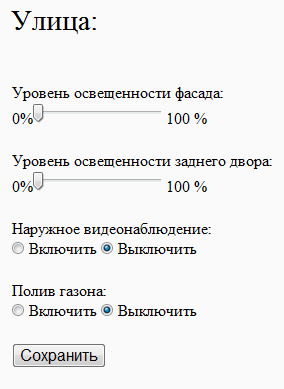 Улица:
Уровень освещенности фасада:
0% 100 %
Уровень освещенности заднего двора:
0% 100 %
Наружное видеонаблюдение:
Включить Выключить
Полив газона:
Включить Выключить
Сохранить